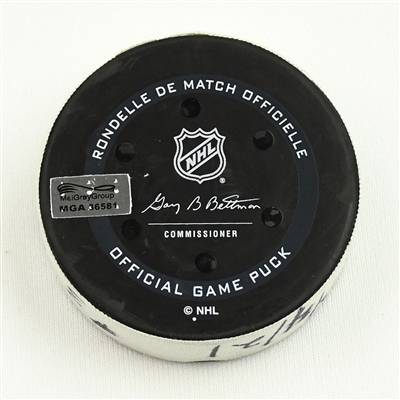 RONDELLE DE MATCH OFFICIELLE
NHL
Gary B Bettman
COMMISSIONER
MeiGrayGroup
MGA 36581
OFFICIAL GAME PUCK
© NHL